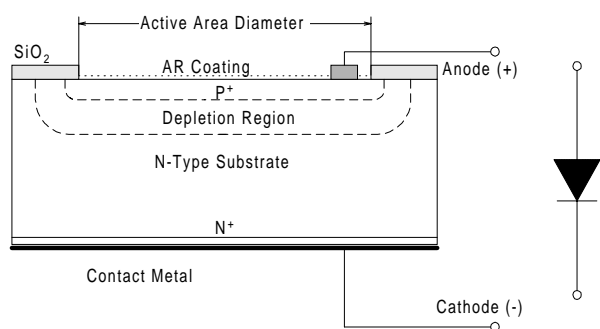 Active Area Diameter
SiO2
AR Coating
Anode (+)
P+
Depletion Region
N-Type Substrate
N+
Contact Metal
Cathode (-)